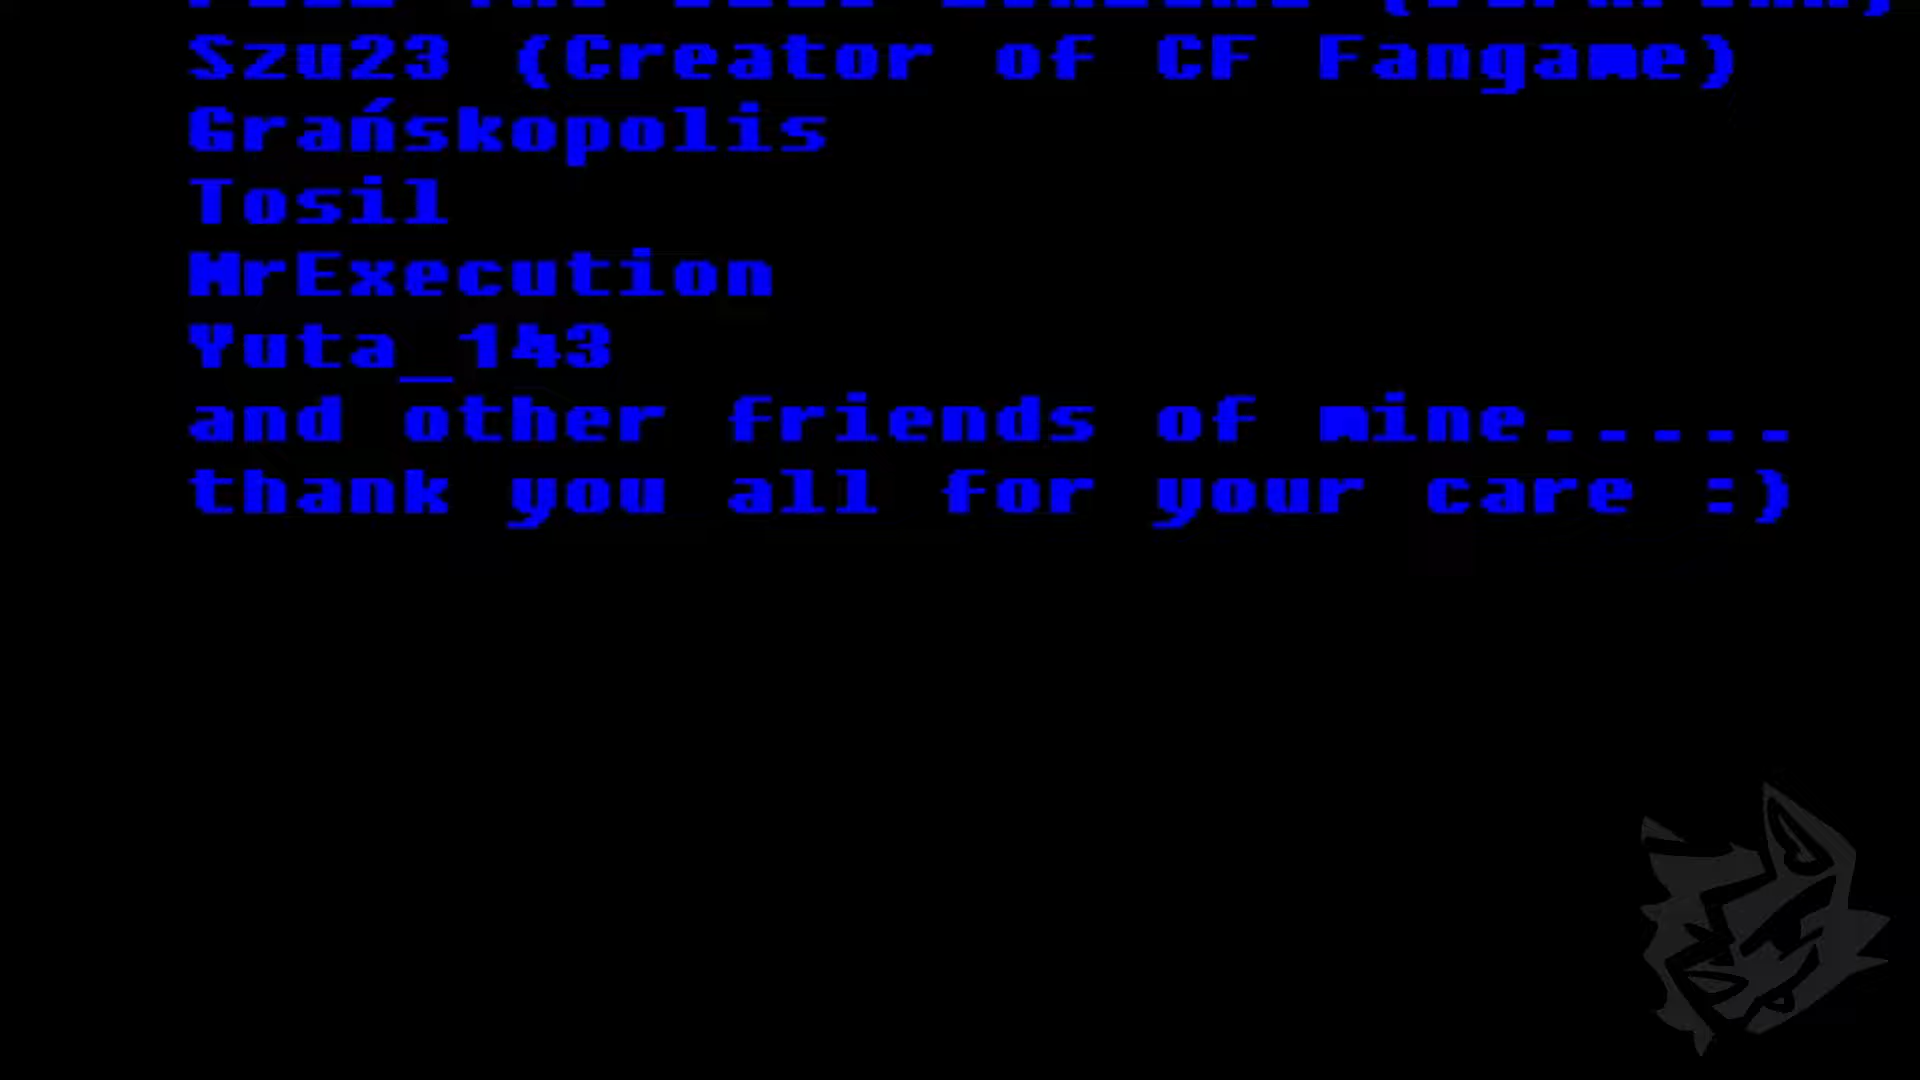 Szu23 (Creator of CF Fangame)
Grańskopolis
Tosil
MrExecution
Yuta_143
and other friends of mine.....
thank you all for your care :)